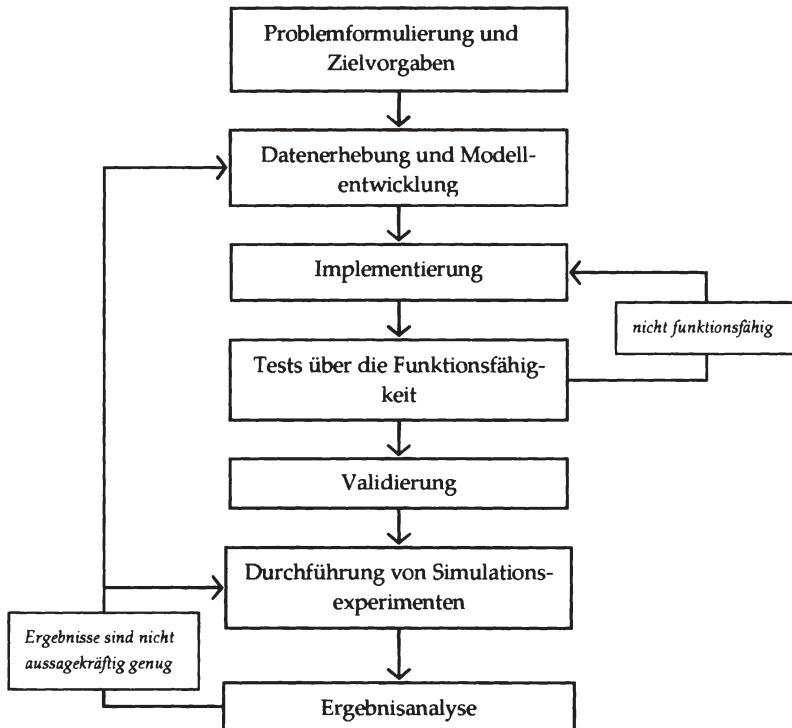 Problemformulierung und
Zielvorgaben
Datenerhebung und Modell-
entwicklung
Implementierung
nicht funktionsfähig
Tests über die Funktionsfähig-
keit
Validierung
Durchführung von Simulations-
experimenten
Ergebnisse sind nicht
aussagekräftig genug
Ergebnisanalyse